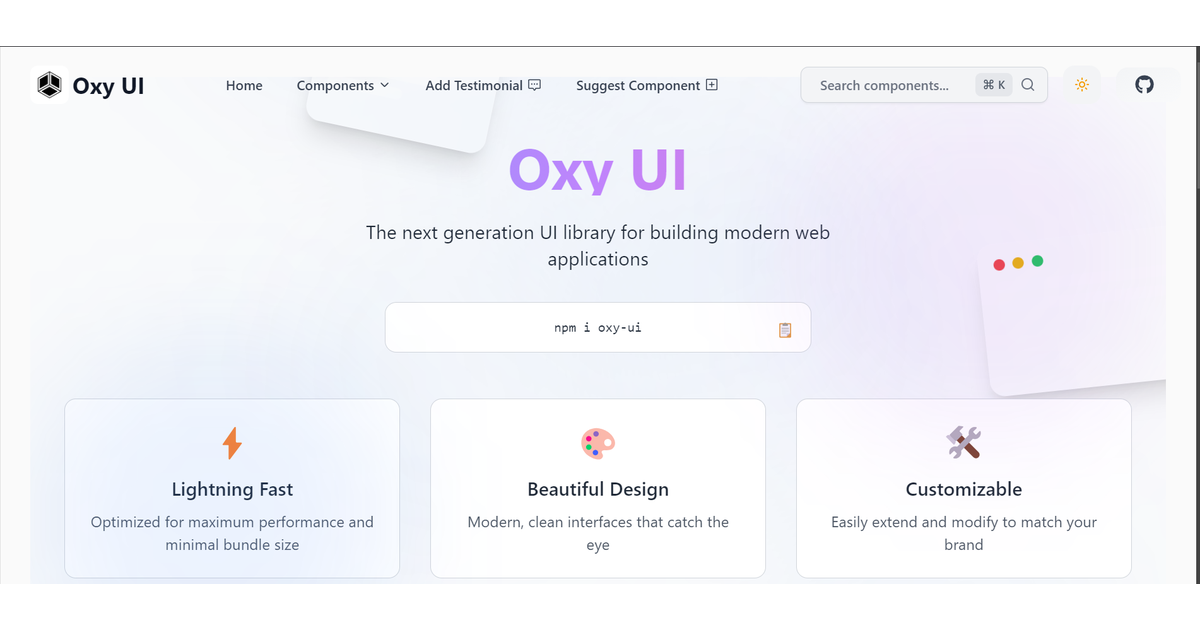 Oxy UI
Home
Components
Add Testimonial
Suggest Component
Search components...
⌘ K
Oxy UI
The next generation UI library for building modern web
applications
npm i oxy-ui
Lightning Fast
Optimized for maximum performance and
minimal bundle size
Beautiful Design
Modern, clean interfaces that catch the
eye
Customizable
Easily extend and modify to match your
brand